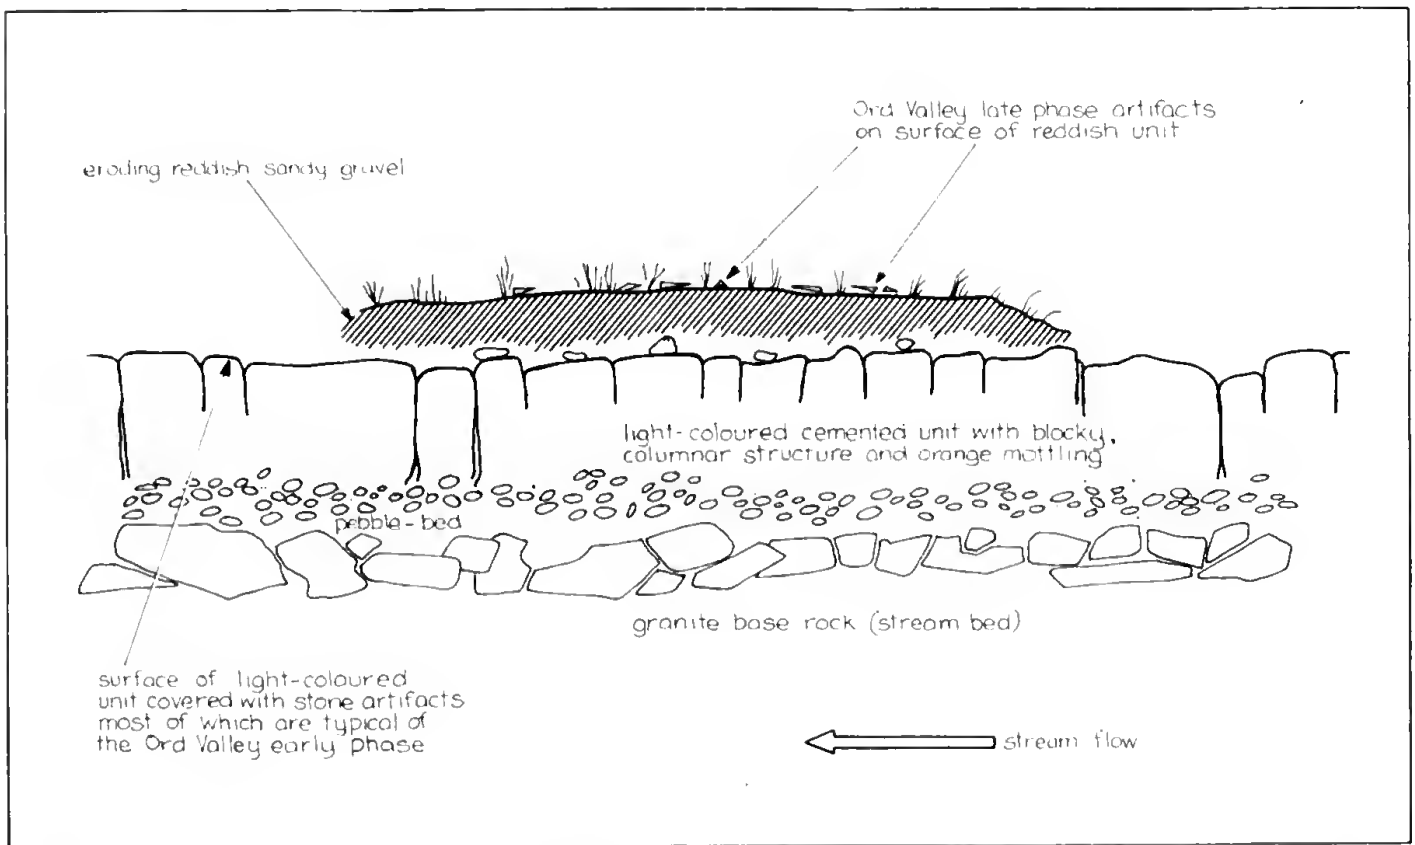 Ord Valley late phase artifacts
on surface of reddish unit
eroding reddish sandy gravel
light-coloured cemented unit with blocky,
columnar structure and orange mottling
pebble-bed
granite base rock (stream bed)
surface of light-coloured
unit covered with stone artifacts
most of which are typical of
the Ord Valley early phase
stream flow